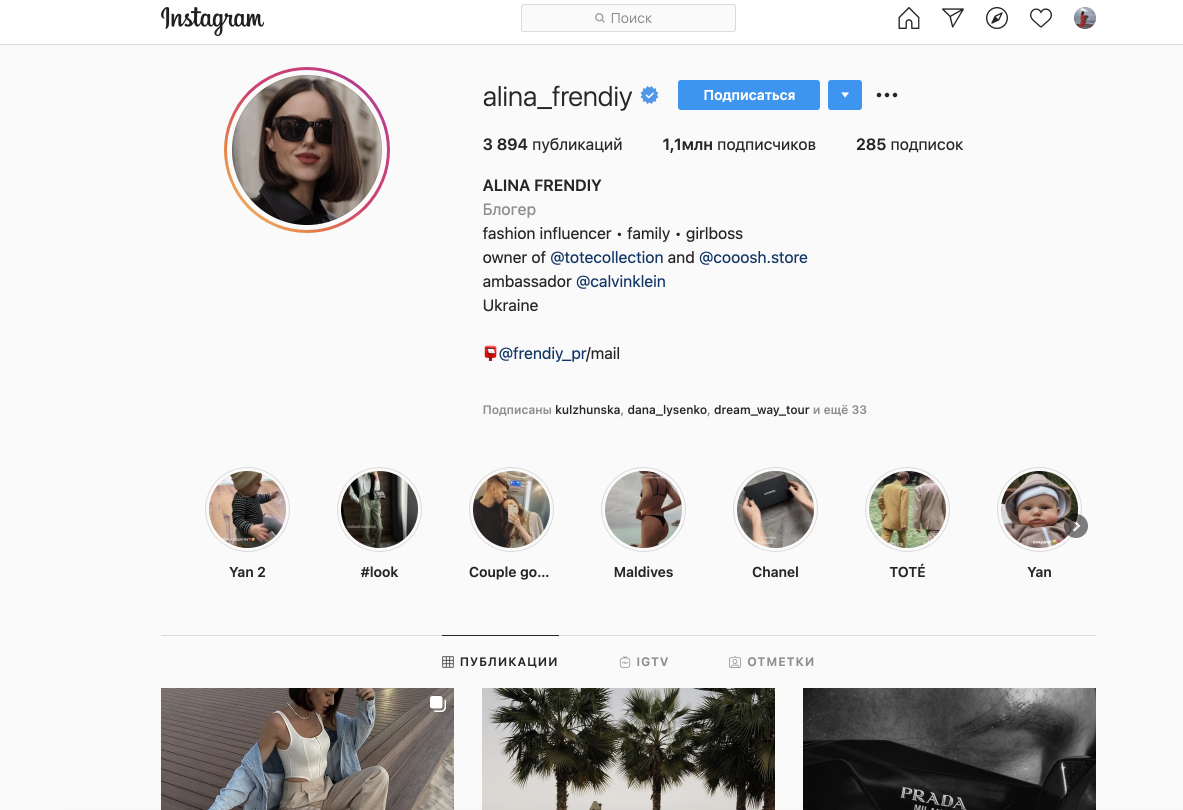 Instagram
Поиск
alina_frendiy
Подписаться
3 894 публикаций 1,1млн подписчиков 285 подписок
ALINA FRENDIY
Блогер
fashion influencer • family • girlboss
owner of @totecollection and @cooosh.store
ambassador @calvinklein
Ukraine
@frendiy_pr/mail
Подписаны kulzhunska, dana_lysenko, dream_way_tour и ещё 33
Yan 2 #look Couple go... Maldives Chanel TOTÉ Yan
ПУБЛИКАЦИИ IGTV ОТМЕТКИ
PRADA
MILANO